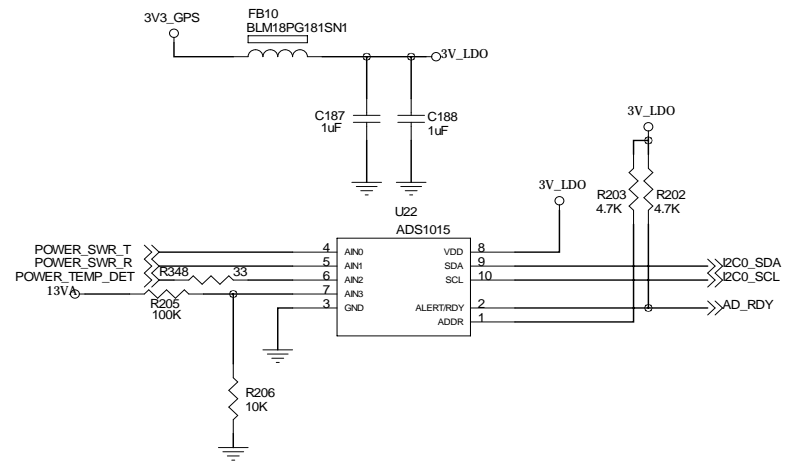 3V3_GPS
FB10
BLM18PG181SN1
3V_LDO
C187
1uF
C188
1uF
3V_LDO
R203
4.7K
R202
4.7K
3V_LDO
U22
ADS1015
POWER_SWR_T
POWER_SWR_R
POWER_TEMP_DET
13VA
R348
33
R205
100K
4
5
6
7
3
AIN0
AIN1
AIN2
AIN3
GND
VDD
SDA
SCL
ALERT/RDY
ADDR
8
9
10
2
1
I2C0_SDA
I2C0_SCL
AD_RDY
R206
10K